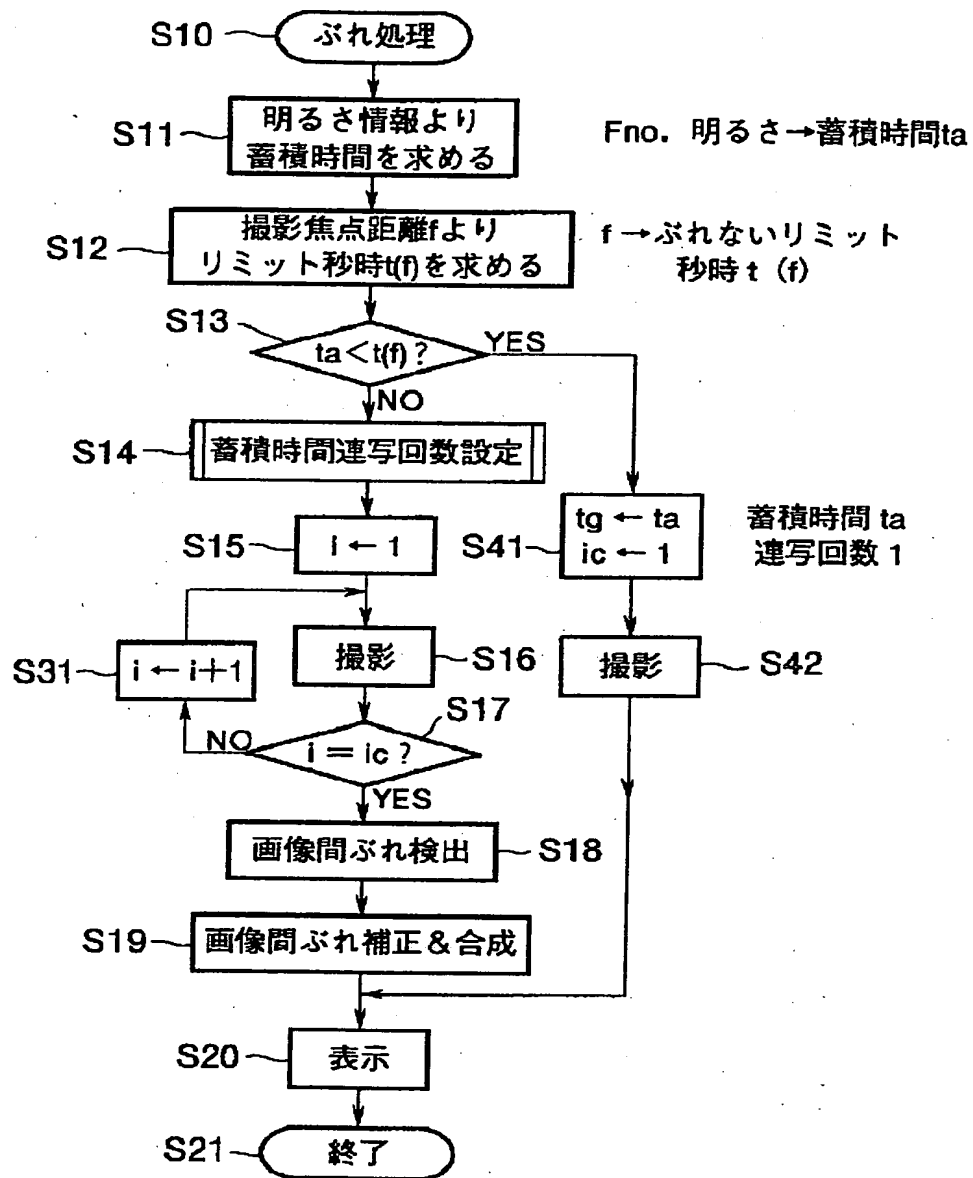 S10
ぶれ処理
S11
明るさ情報より
蓄積時間を求める
Fno. 明るさ→蓄積時間ta
S12
撮影焦点距離fより
リミット秒時t(f)を求める
f→ぶれないリミット
秒時 t (f)
S13
ta<t(f)?
YES
NO
S14
蓄積時間連写回数設定
S15
i ← 1
S41
tg ← ta
ic ← 1
蓄積時間 ta
連写回数 1
S31
i ← i+1
撮影
S16
撮影
S42
S17
NO
i = ic ?
YES
画像間ぶれ検出
S18
S19
画像間ぶれ補正&合成
S20
表示
S21
終了